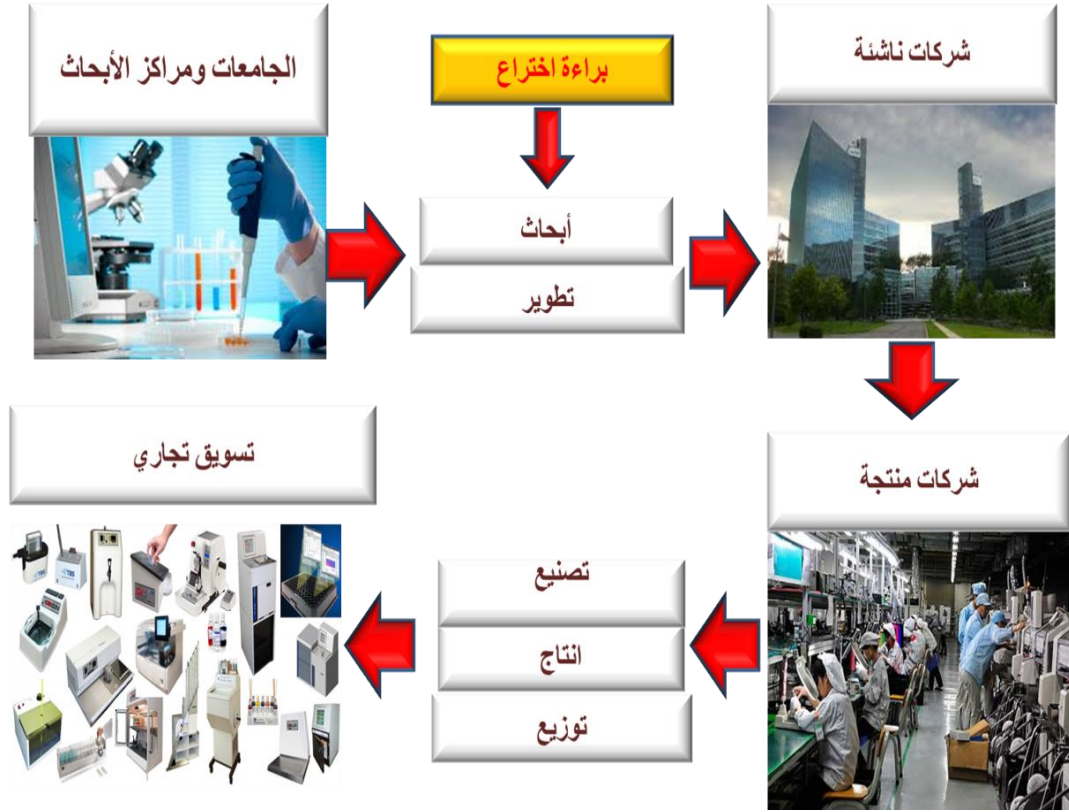 الجامعات ومراكز الأبحاث
براءة اختراع
شركات ناشئة
أبحاث
تطوير
تسويق تجاري
شركات منتجة
تصنيع
انتاج
توزيع